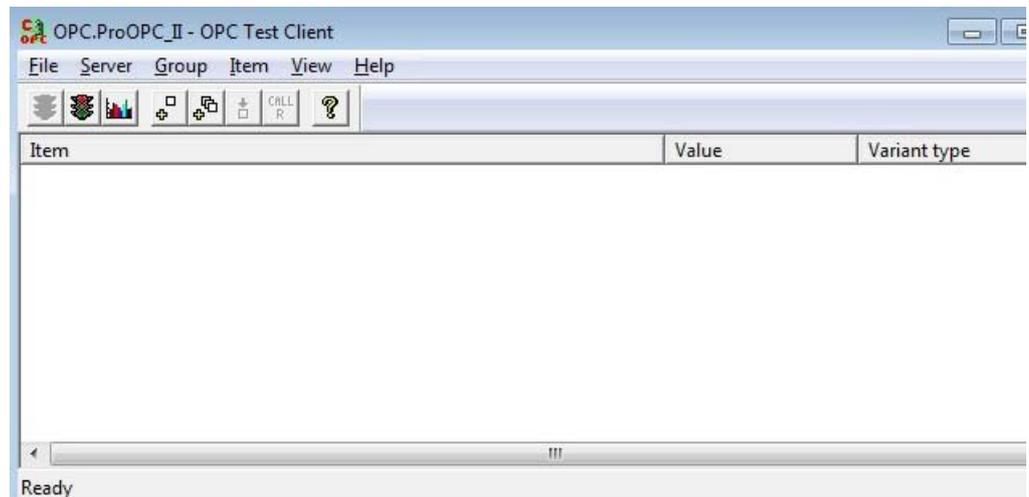 OPC.ProOPC_II - OPC Test Client
File Server Group Item View Help
CALL
R
?
Item Value Variant type
Ready